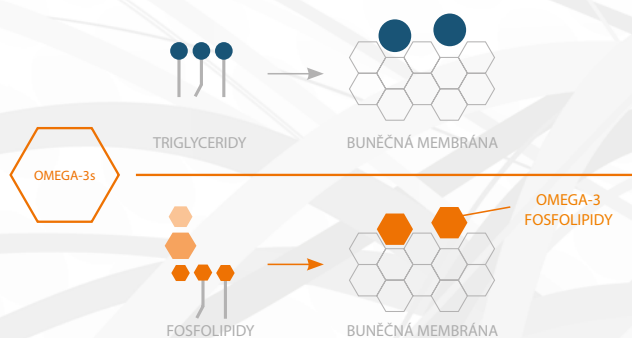 TRIGLYCERIDY
BUNĚČNÁ MEMBRÁNA
OMEGA-3s
OMEGA-3
FOSFOLIPIDY
FOSFOLIPIDY
BUNĚČNÁ MEMBRÁNA